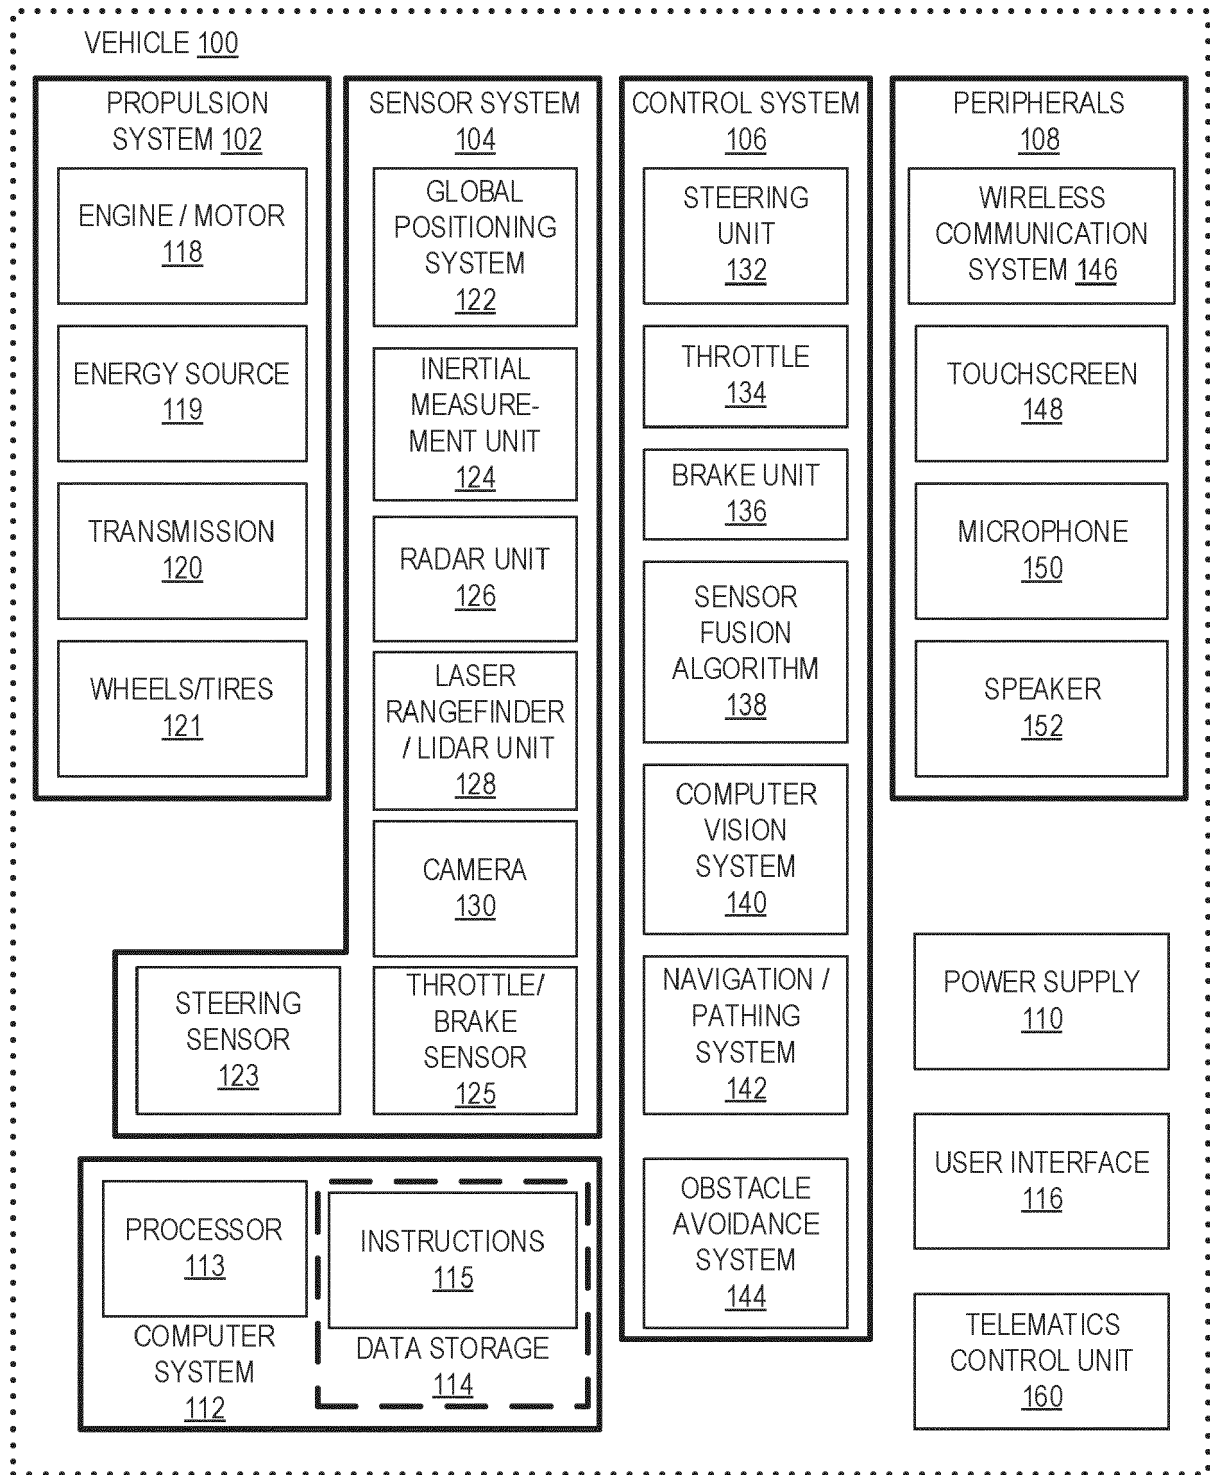 VEHICLE 100
PROPULSION
SYSTEM 102
ENGINE / MOTOR
118
ENERGY SOURCE
119
TRANSMISSION
120
WHEELS/TIRES
121
SENSOR SYSTEM
104
GLOBAL
POSITIONING
SYSTEM
122
INERTIAL
MEASURE-
MENT UNIT
124
RADAR UNIT
126
LASER
RANGEFINDER
/ LIDAR UNIT
128
CAMERA
130
STEERING
SENSOR
123
THROTTLE/
BRAKE
SENSOR
125
CONTROL SYSTEM
106
STEERING
UNIT
132
THROTTLE
134
BRAKE UNIT
136
SENSOR
FUSION
ALGORITHM
138
COMPUTER
VISION
SYSTEM
140
NAVIGATION /
PATHING
SYSTEM
142
OBSTACLE
AVOIDANCE
SYSTEM
144
PERIPHERALS
108
WIRELESS
COMMUNICATION
SYSTEM 146
TOUCHSCREEN
148
MICROPHONE
150
SPEAKER
152
PROCESSOR
113
COMPUTER
SYSTEM
112
INSTRUCTIONS
115
DATA STORAGE
114
POWER SUPPLY
110
USER INTERFACE
116
TELEMATICS
CONTROL UNIT
160